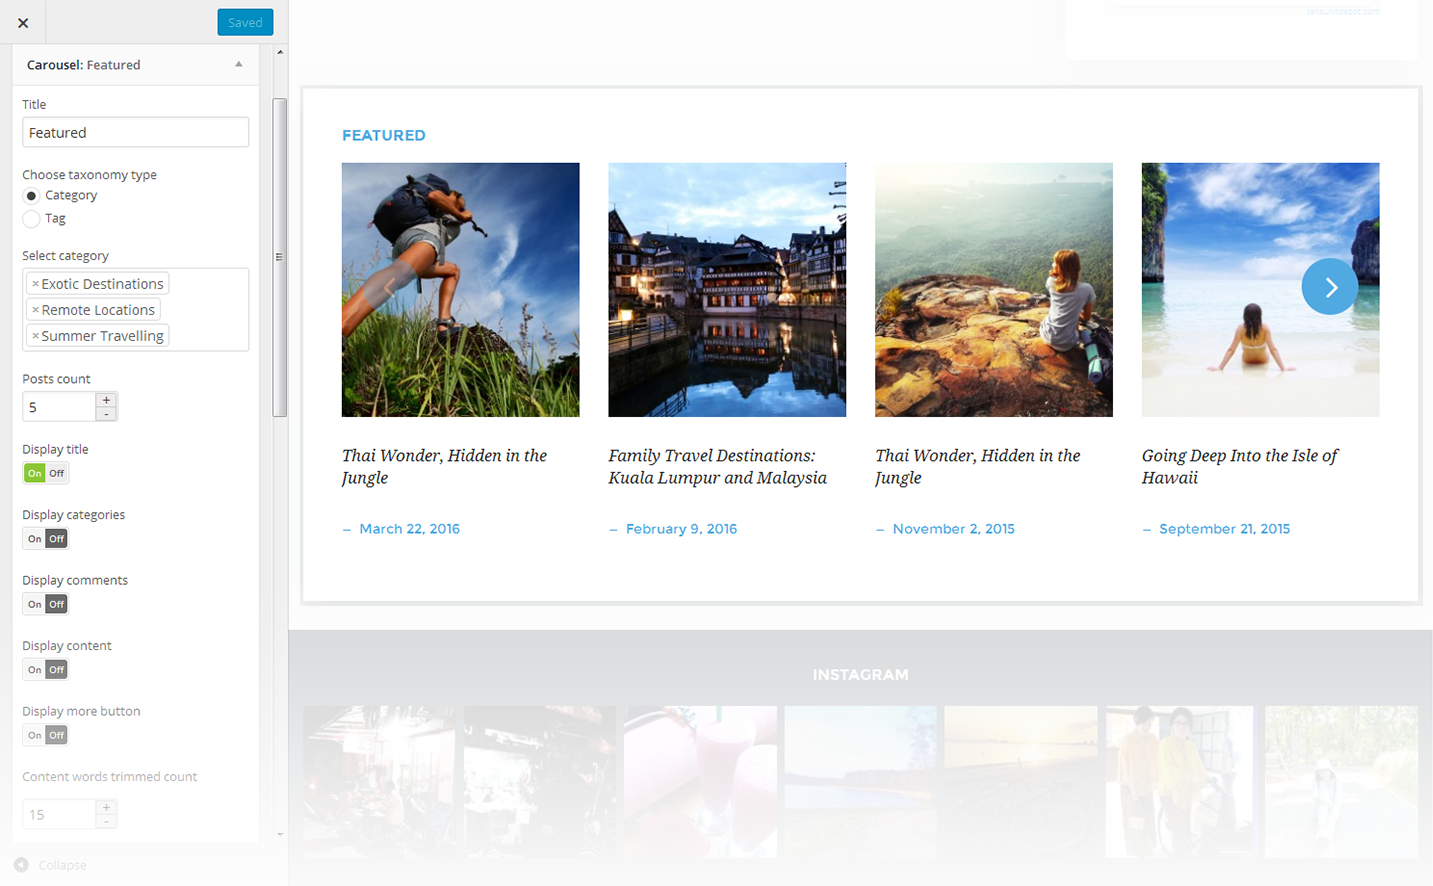 Saved
Carousel: Featured
Title
Featured
Choose taxonomy type
Category
Tag
Select category
×Exotic Destinations
×Remote Locations
×Summer Travelling
Posts count
5
+
-
Display title
On Off
Display categories
On Off
Display comments
On Off
Display content
On Off
Display more button
On Off
Content words trimmed count
15
+
-
Collapse
FEATURED
Thai Wonder, Hidden in the
Jungle
– March 22, 2016
Family Travel Destinations:
Kuala Lumpur and Malaysia
– February 9, 2016
Thai Wonder, Hidden in the
Jungle
– November 2, 2015
Going Deep Into the Isle of
Hawaii
– September 21, 2015
INSTAGRAM